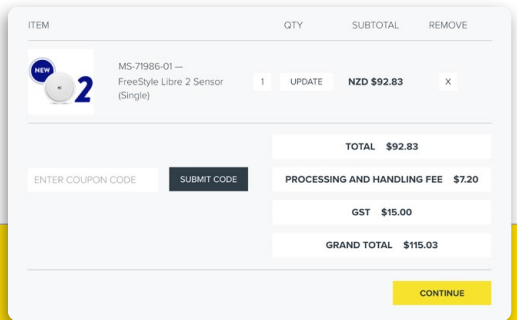 ITEM QTY SUBTOTAL REMOVE
NEW
2
MS-71986-01 —
FreeStyle Libre 2 Sensor
(Single)
1 UPDATE NZD $92.83 X
TOTAL $92.83
ENTER COUPON CODE SUBMIT CODE PROCESSING AND HANDLING FEE $7.20
GST $15.00
GRAND TOTAL $115.03
CONTINUE